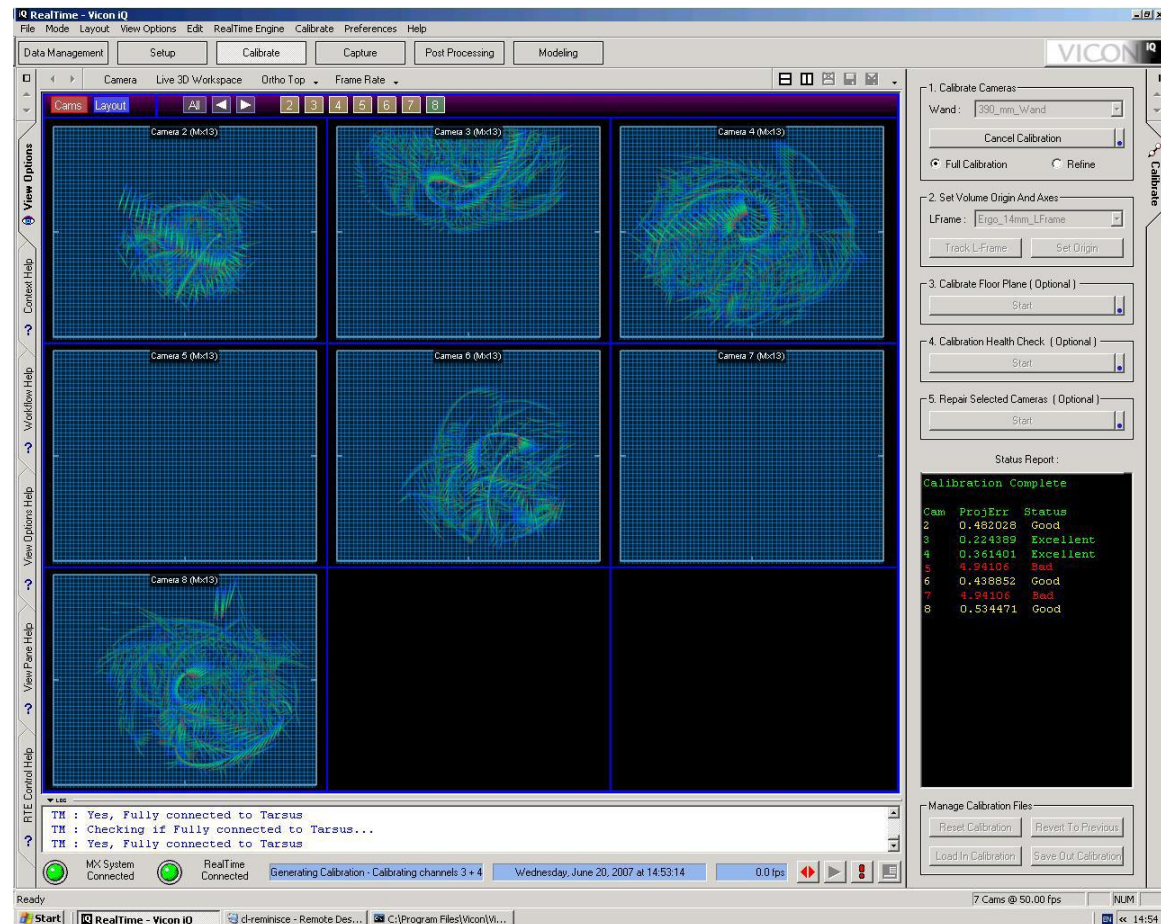 RealTime - Vicon iQ
File Mode Layout View Options Edit RealTime Engine Calibrate Preferences Help
Data Management Setup Calibrate Capture Post Processing Modeling
VICON iQ
Camera Live 3D Workspace Ortho Top Frame Rate
Cams Layout All 2 3 4 5 6 7 8
Camera 2 (Mx13) Camera 3 (Mx13) Camera 4 (Mx13)
Camera 5 (Mx13) Camera 6 (Mx13) Camera 7 (Mx13)
Camera 8 (Mx13)
View Options
Context Help
Workflow Help
View Options Help
View Pane Help
RTE Control Help
1. Calibrate Cameras
Wand : 390_mm_Wand
Cancel Calibration
Full Calibration Refine
2. Set Volume Origin And Axes
LFrame : Ergo_14mm_LFrame
Track L-Frame Set Origin
3. Calibrate Floor Plane ( Optional )
Start
4. Calibration Health Check ( Optional )
Start
5. Repair Selected Cameras ( Optional )
Start
Calibrate
Status Report :
Calibration Complete
Cam ProjErr Status
2 0.482028 Good
3 0.224389 Excellent
4 0.361401 Excellent
5 4.94106 Bad
6 0.438852 Good
7 4.94106 Bad
8 0.534471 Good
Manage Calibration Files
Reset Calibration Revert To Previous
Load In Calibration Save Out Calibration
LOG
TM : Yes, Fully connected to Tarsus
TM : Checking if Fully connected to Tarsus...
TM : Yes, Fully connected to Tarsus
MX System Connected RealTime Connected Generating Calibration - Calibrating channels 3 + 4 Wednesday, June 20, 2007 at 14:53:14 0.0 fps
Ready 7 Cams @ 50.00 fps NUM
Start RealTime - Vicon iQ cl-reminisce - Remote Des... C:\Program Files\Vicon\Vi... EN « 14:54